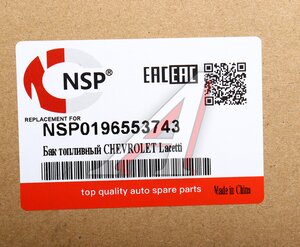 NSP®
EAC EAC
REPLACEMENT FOR
NSP0196553743
Бак топливный CHEVROLET Lacetti
Made in China
top quality auto spare parts